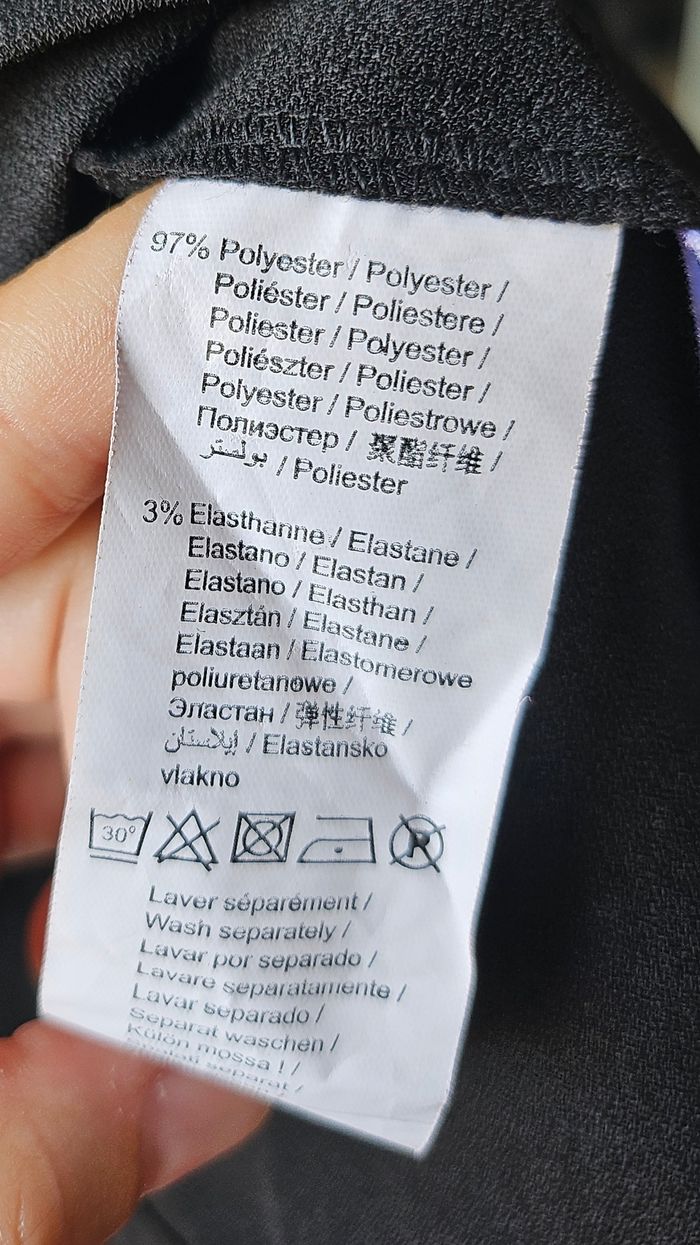 97% Polyester / Polyester /
Poliéster / Poliestere /
Poliester / Polyester /
Poliészter / Poliester /
Polyester / Poliestrowe /
Полиэстер / 聚酯纤维 /
بولستر / Poliester
3% Elasthanne / Elastane /
Elastano / Elastan /
Elastano / Elasthan /
Elasztán / Elastane /
Elastaan / Elastomerowe
poliuretanowe /
Эластан / 弹性纤维 /
إيلاستان / Elastansko
vlakno
30°
P
Laver séparément /
Wash separately /
Lavar por separado /
Lavare separatamente /
Lavar separado /
Separat waschen /
Külön mossa ! /
Spalati separat /